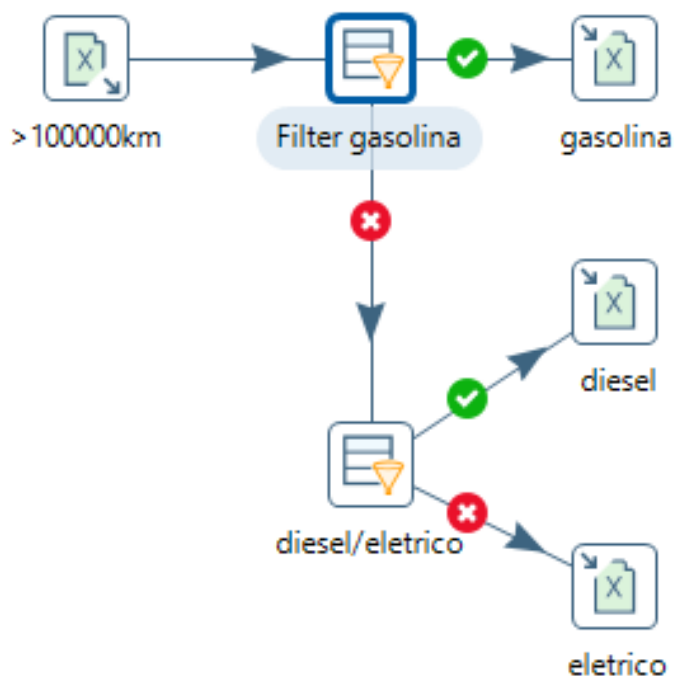 >100000km
Filter gasolina
gasolina
diesel
diesel/eletrico
eletrico